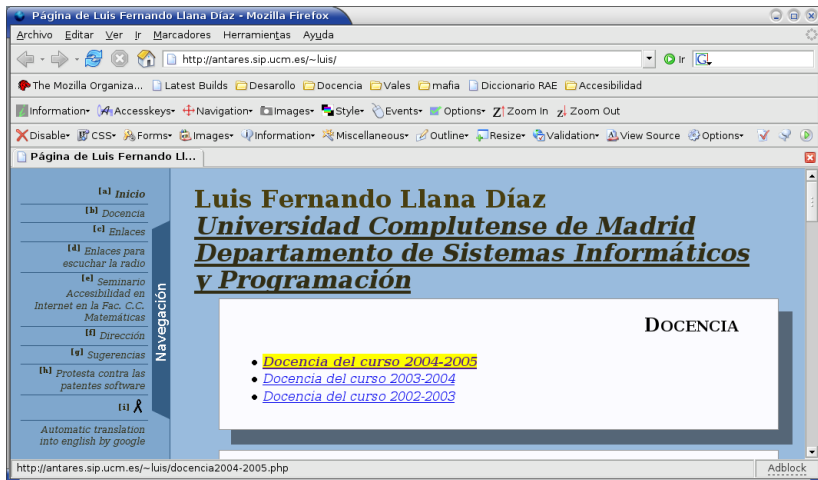 Página de Luis Fernando Llana Díaz - Mozilla Firefox
Archivo Editar Ver Ir Marcadores Herramientas Ayuda
http://antares.sip.ucm.es/~luis/ Ir G
The Mozilla Organiza... Latest Builds Desarollo Docencia Vales mafia Diccionario RAE Accesibilidad
Information Accesskeys Navigation Images Style Events Options Z Zoom In z Zoom Out
Disable CSS Forms Images Information Miscellaneous Outline Resize Validation View Source Options
Página de Luis Fernando Ll...
[a] Inicio
[b] Docencia
[c] Enlaces
[d] Enlaces para
escuchar la radio
[e] Seminario
Accesibilidad en
Internet en la Fac. C.C.
Matemáticas
[f] Dirección
[g] Sugerencias
[h] Protesta contra las
patentes software
[i]
Automatic translation
into english by google
Navegación
Luis Fernando Llana Díaz
Universidad Complutense de Madrid
Departamento de Sistemas Informáticos
y Programación
DOCENCIA
Docencia del curso 2004-2005
Docencia del curso 2003-2004
Docencia del curso 2002-2003
http://antares.sip.ucm.es/~luis/docencia2004-2005.php Adblock